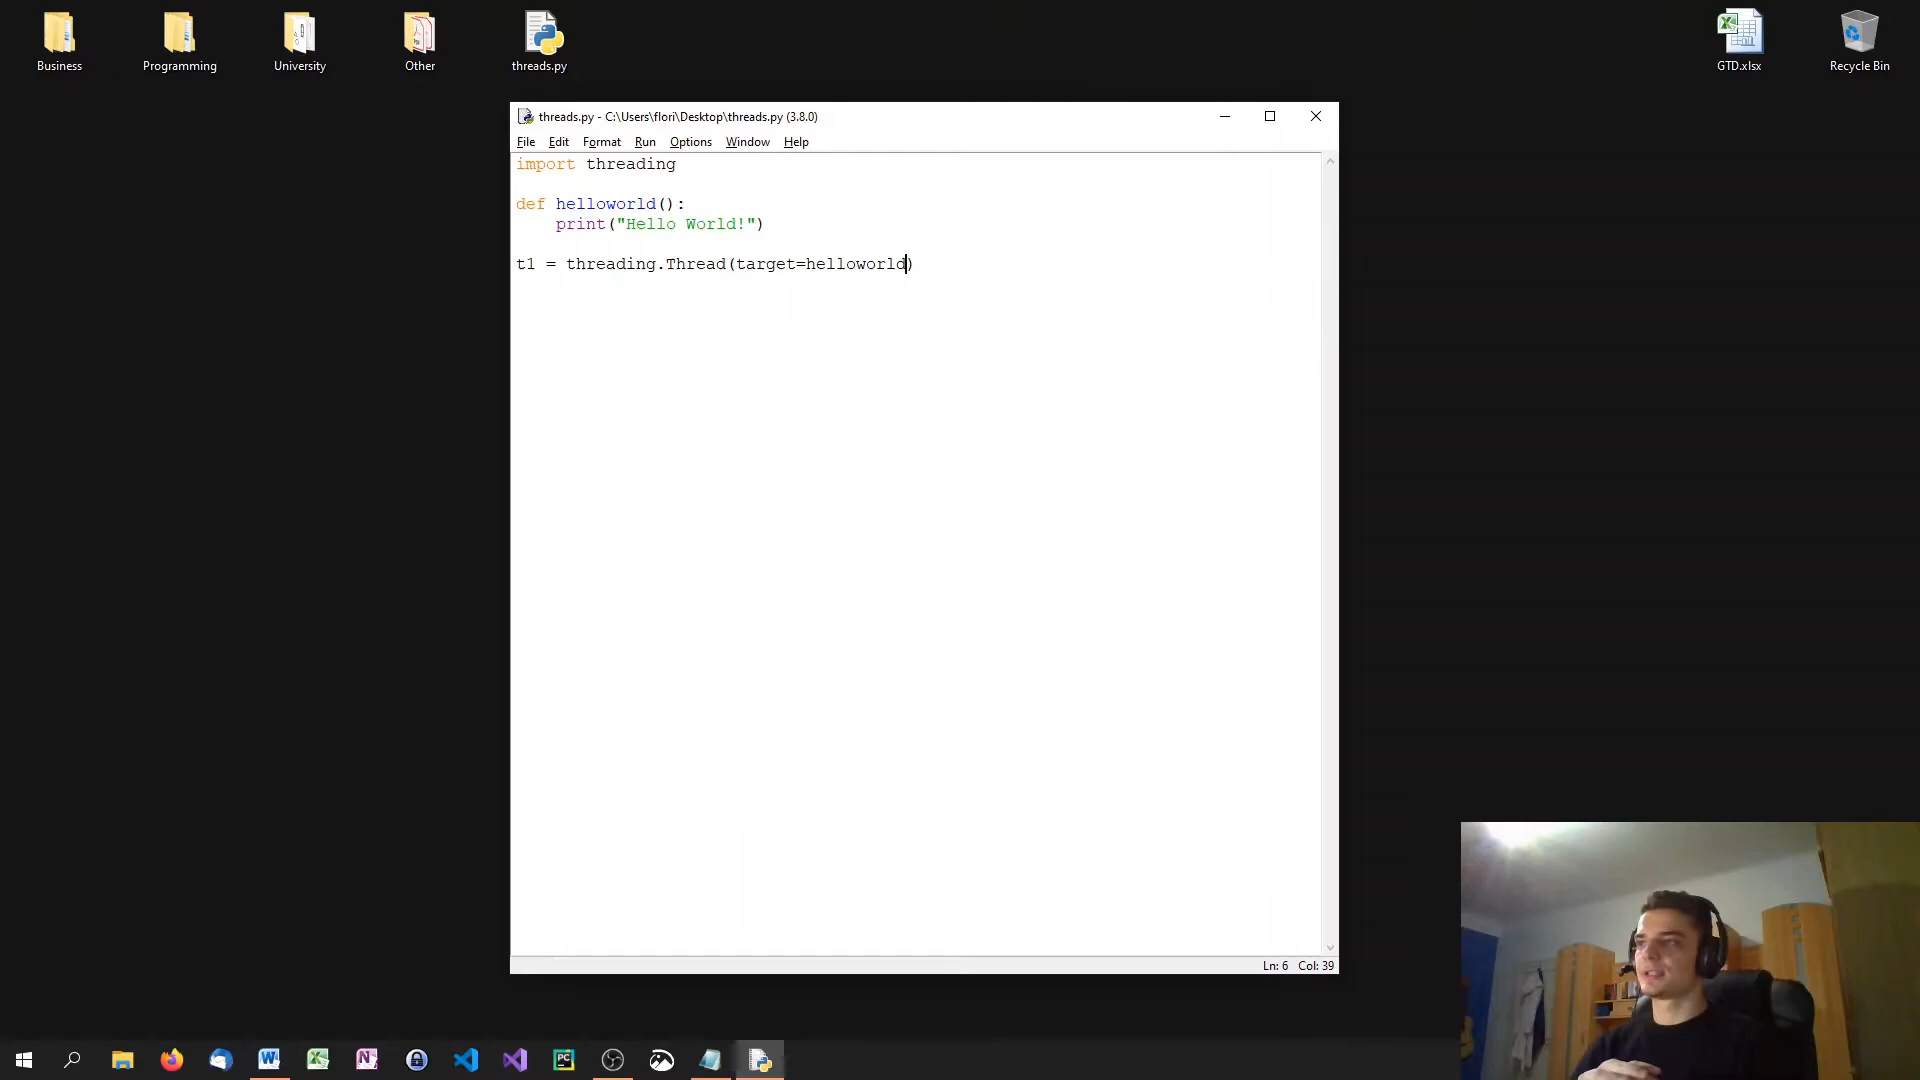 Business
Programming
University
Other
threads.py
GTD.xlsx
Recycle Bin
threads.py - C:\Users\flori\Desktop\threads.py (3.8.0)
File Edit Format Run Options Window Help
import threading
def helloworld():
    print("Hello World!")
t1 = threading.Thread(target=helloworld)
Ln: 6 Col: 39